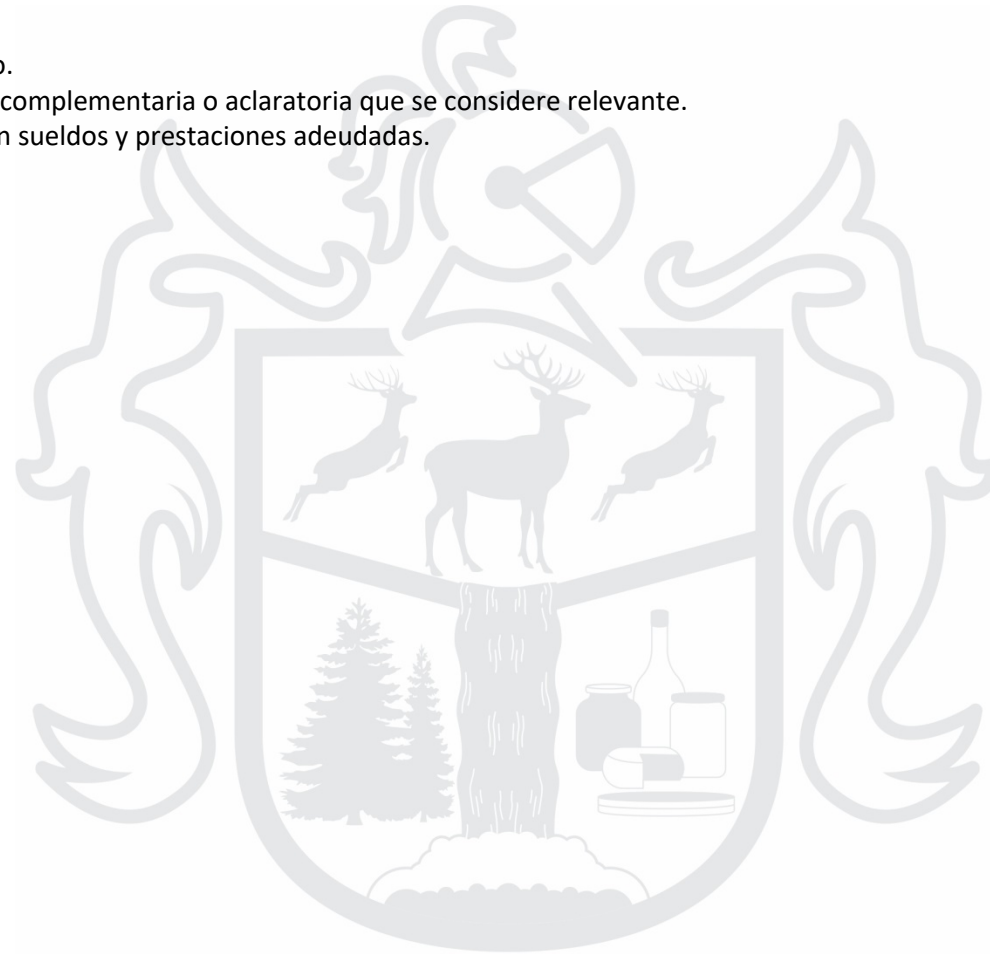 o.
complementaria o aclaratoria que se considere relevante.
n sueldos y prestaciones adeudadas.